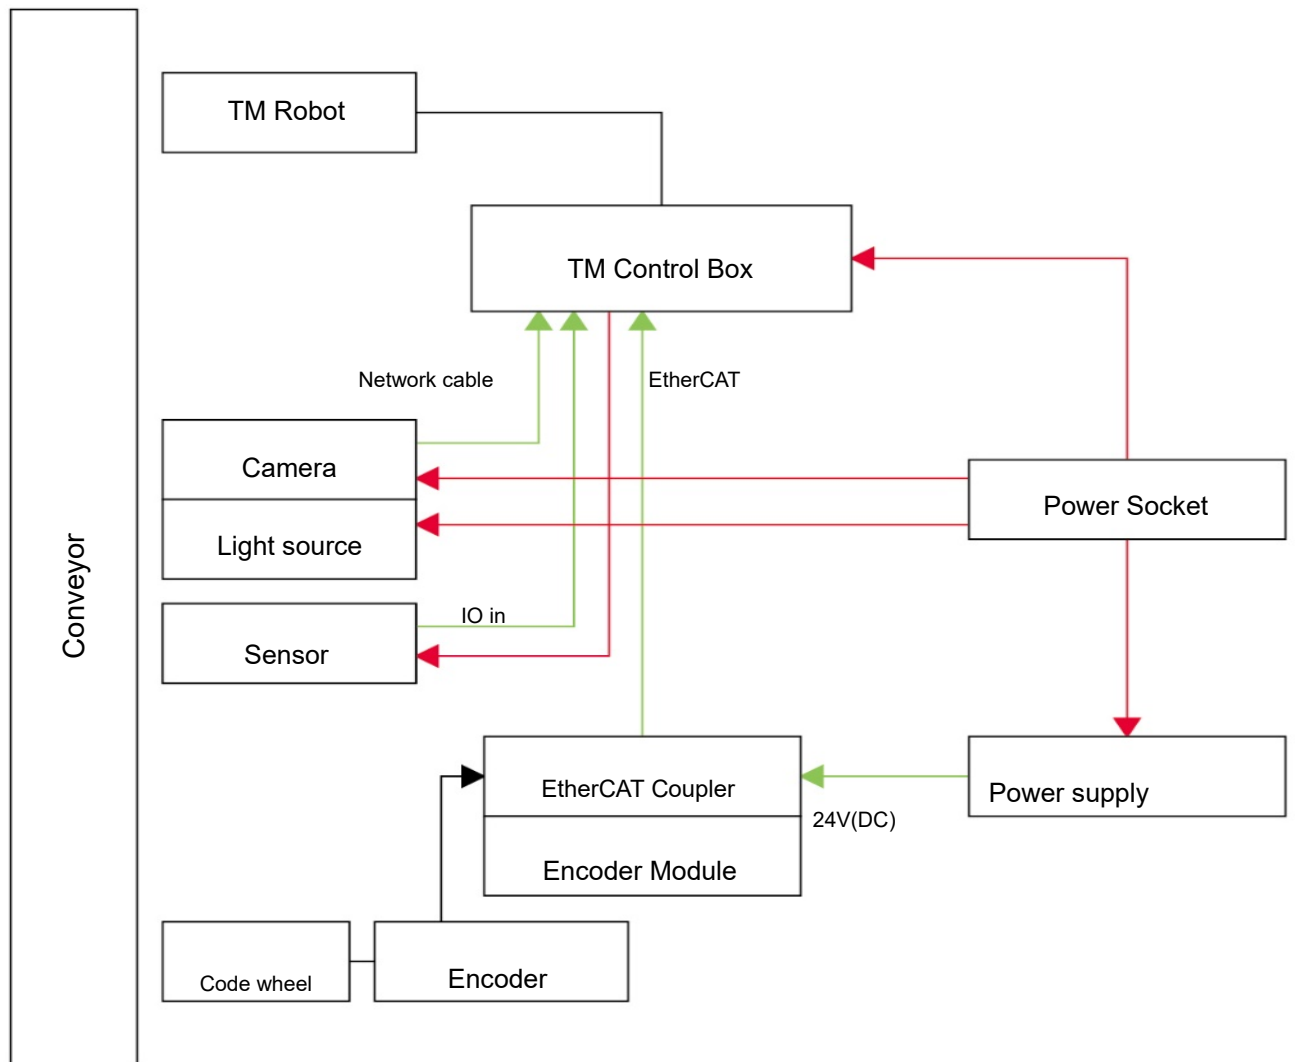 TM Robot
TM Control Box
Network cable
EtherCAT
Camera
Power Socket
Light source
Conveyor
IO in
Sensor
EtherCAT Coupler
Power supply
24V(DC)
Encoder Module
Code wheel
Encoder